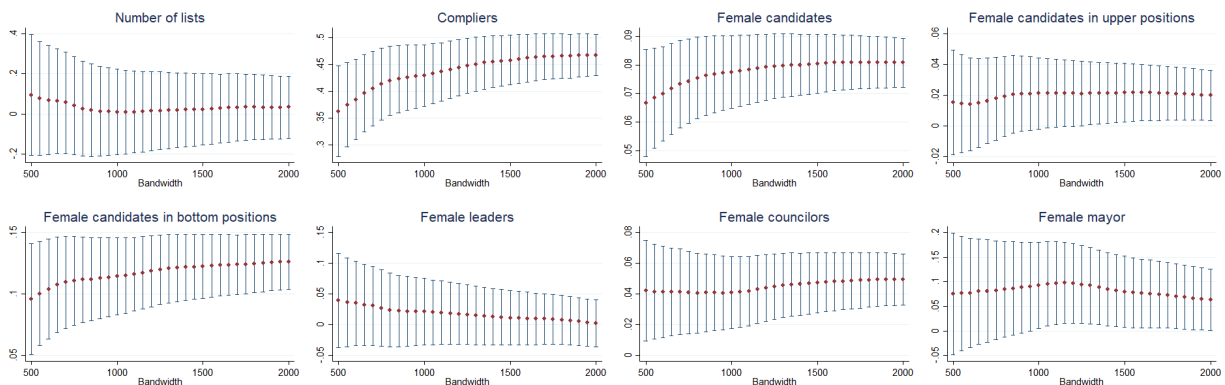 Number of lists
.4
.2
0
-.2
500 1000 1500 2000
Bandwidth
Compliers
.5
.45
.4
.35
.3
500 1000 1500 2000
Bandwidth
Female candidates
.09
.08
.07
.06
.05
500 1000 1500 2000
Bandwidth
Female candidates in upper positions
.06
.04
.02
0
-.02
500 1000 1500 2000
Bandwidth
Female candidates in bottom positions
.15
.1
.05
500 1000 1500 2000
Bandwidth
Female leaders
.15
.1
.05
0
-.05
500 1000 1500 2000
Bandwidth
Female councilors
.08
.06
.04
.02
0
500 1000 1500 2000
Bandwidth
Female mayor
.2
.15
.1
.05
0
-.05
500 1000 1500 2000
Bandwidth